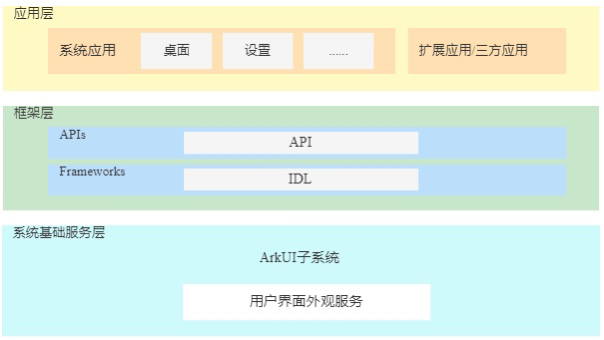 应用层
系统应用 桌面 设置 ...... 扩展应用/三方应用
框架层
APIs API
Frameworks IDL
系统基础服务层
ArkUI子系统
用户界面外观服务